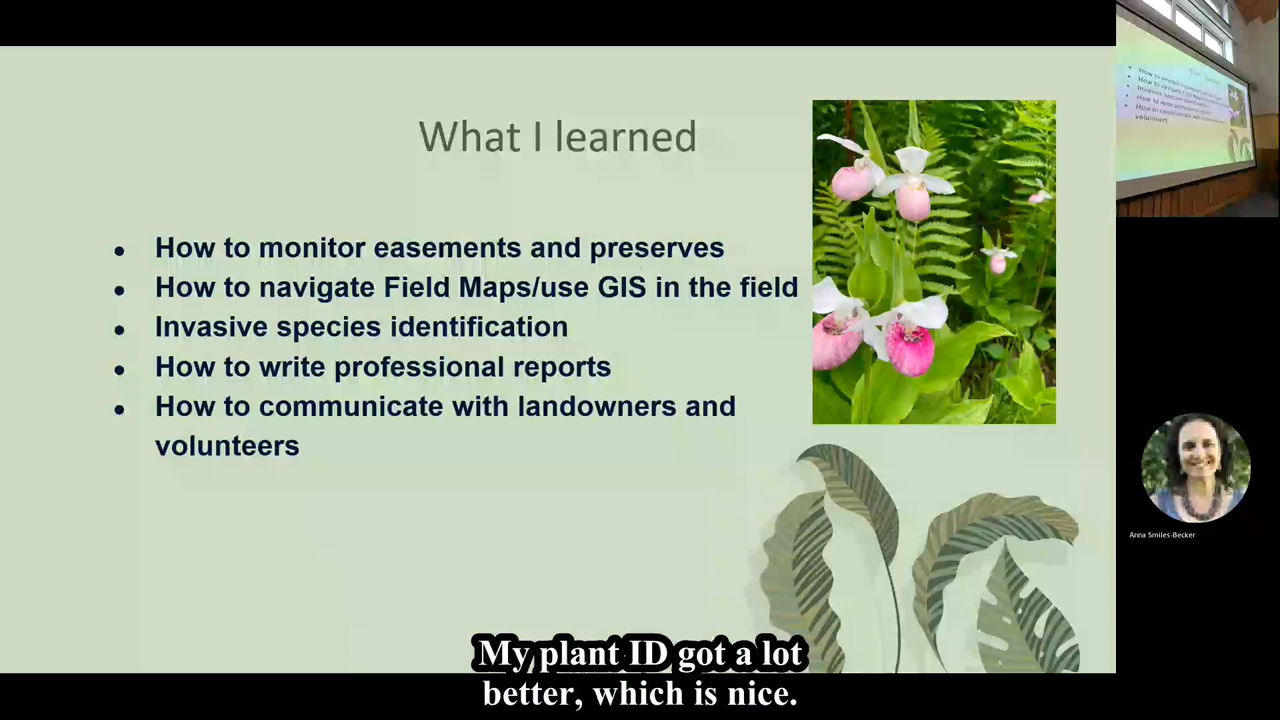 What I learned
How to monitor easements and preserves
How to navigate Field Maps/use GIS in the field
Invasive species identification
How to write professional reports
How to communicate with landowners and
volunteers
Anna Smiles-Becker
My plant ID got a lot
better, which is nice.